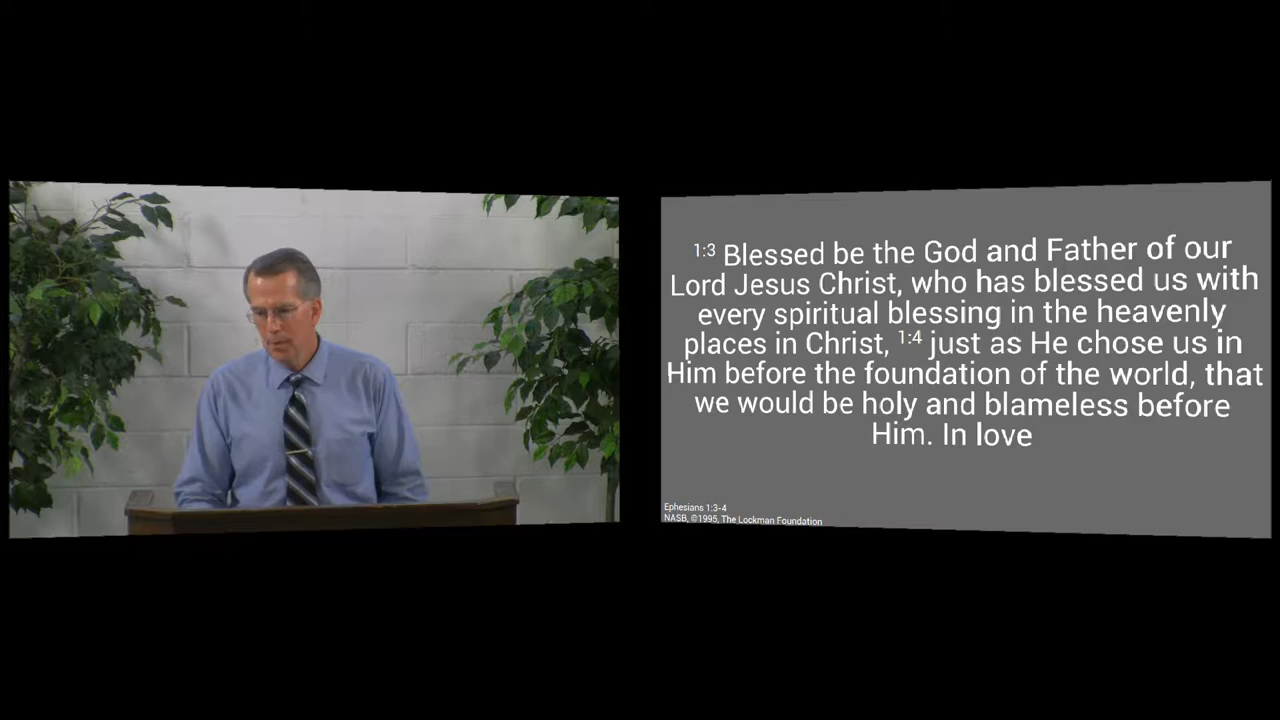 1:3 Blessed be the God and Father of our
Lord Jesus Christ, who has blessed us with
every spiritual blessing in the heavenly
places in Christ, 1:4 just as He chose us in
Him before the foundation of the world, that
we would be holy and blameless before
Him. In love
Ephesians 1:3-4
NASB, ©1995, The Lockman Foundation